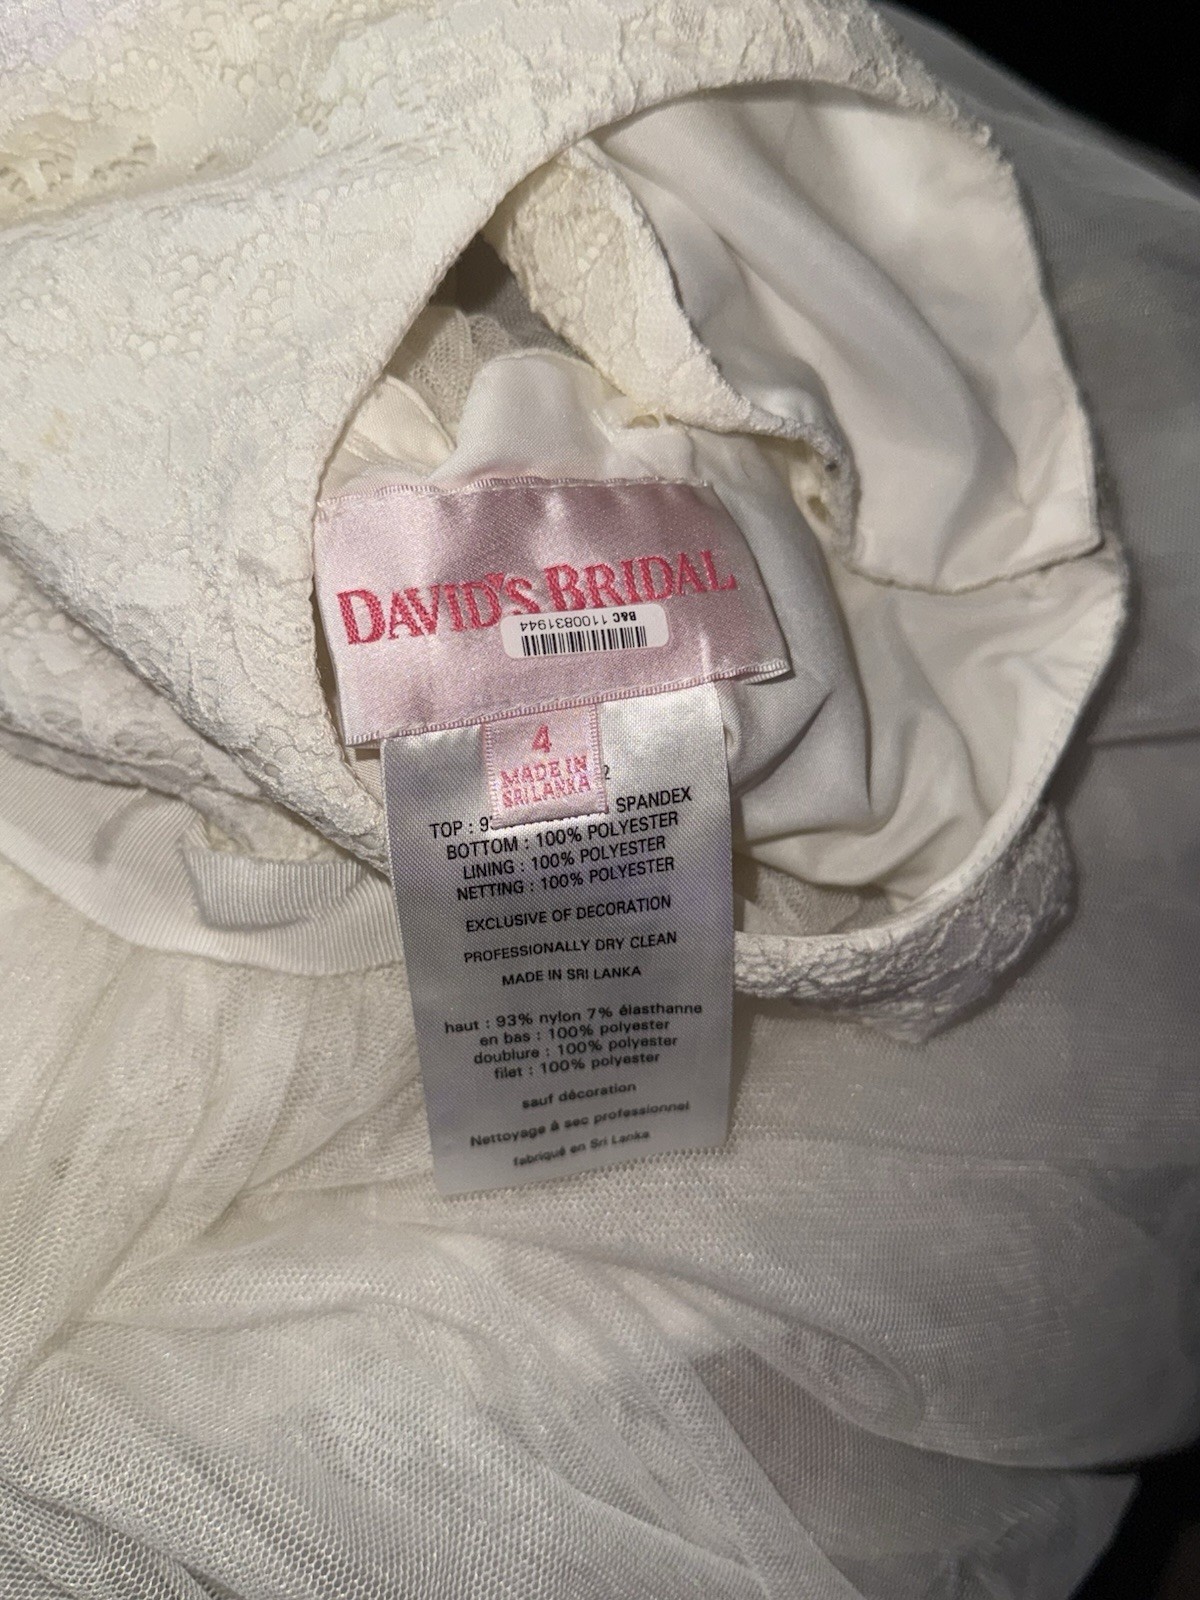 DAVID'S BRIDAL
B&C 1100831944
4
MADE IN
SRI LANKA
2
TOP : 9 SPANDEX
BOTTOM : 100% POLYESTER
LINING : 100% POLYESTER
NETTING : 100% POLYESTER
EXCLUSIVE OF DECORATION
PROFESSIONALLY DRY CLEAN
MADE IN SRI LANKA
haut : 93% nylon 7% élasthanne
en bas : 100% polyester
doublure : 100% polyester
filet : 100% polyester
sauf décoration
Nettoyage à sec professionnel
fabriqué en Sri Lanka